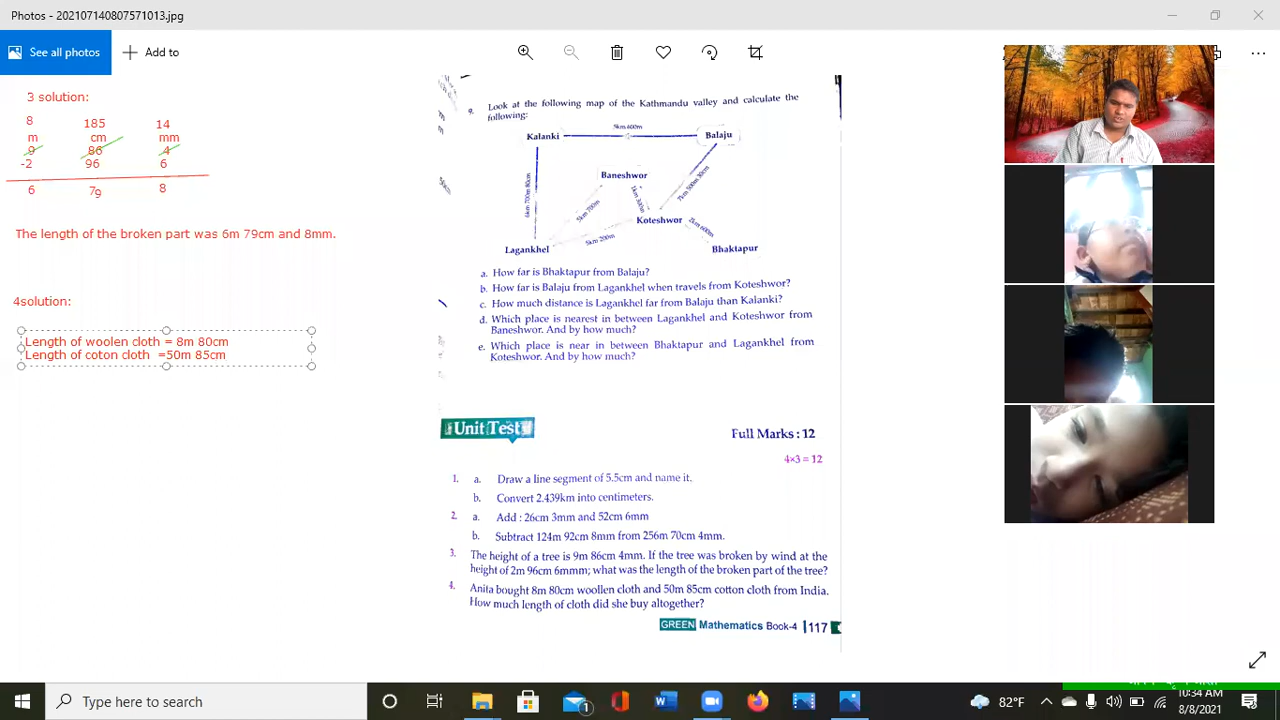 Photos - 202107140807571013.jpg
See all photos
Add to
3 solution:
8 185 14
m cm mm
9 86 4
-2 96 6
6 79 8
The length of the broken part was 6m 79cm and 8mm.
4solution:
Length of woolen cloth = 8m 80cm
Length of coton cloth =50m 85cm
9. Look at the following map of the Kathmandu valley and calculate the
following:
Kalanki
Balaju
Baneshwor
5km 700m
Koteshwor
5km 200m
2km 600m
Lagankhel
Bhaktapur
a. How far is Bhaktapur from Balaju?
b. How far is Balaju from Lagankhel when travels from Koteshwor?
c. How much distance is Lagankhel far from Balaju than Kalanki?
d. Which place is nearest in between Lagankhel and Koteshwor from
Baneshwor. And by how much?
e. Which place is near in between Bhaktapur and Lagankhel from
Koteshwor. And by how much?
Unit Test
Full Marks : 12
4×3 = 12
1. a. Draw a line segment of 5.5cm and name it.
b. Convert 2.439km into centimeters.
2. a. Add : 26cm 3mm and 52cm 6mm
b. Subtract 124m 92cm 8mm from 256m 70cm 4mm.
3. The height of a tree is 9m 86cm 4mm. If the tree was broken by wind at the
height of 2m 96cm 6mmm; what was the length of the broken part of the tree?
4. Anita bought 8m 80cm woollen cloth and 50m 85cm cotton cloth from India.
How much length of cloth did she buy altogether?
GREEN Mathematics Book-4 117
Type here to search
1
82°F
10:34 AM
8/8/2021